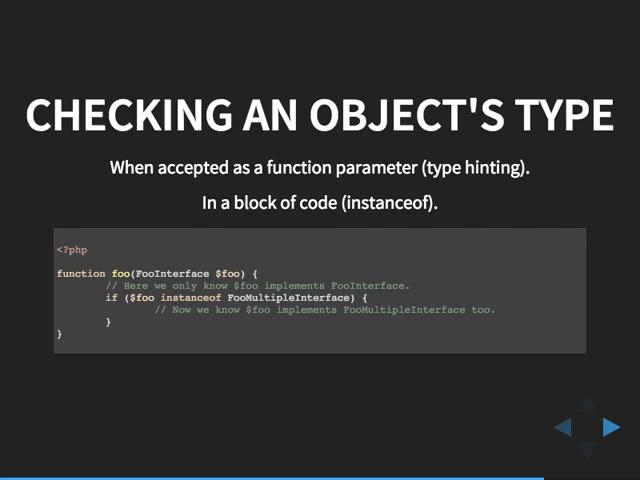 CHECKING AN OBJECT'S TYPE
When accepted as a function parameter (type hinting).
In a block of code (instanceof).
<?php
function foo(FooInterface $foo) {
// Here we only know $foo implements FooInterface.
if ($foo instanceof FooMultipleInterface) {
// Now we know $foo implements FooMultipleInterface too.
}
}